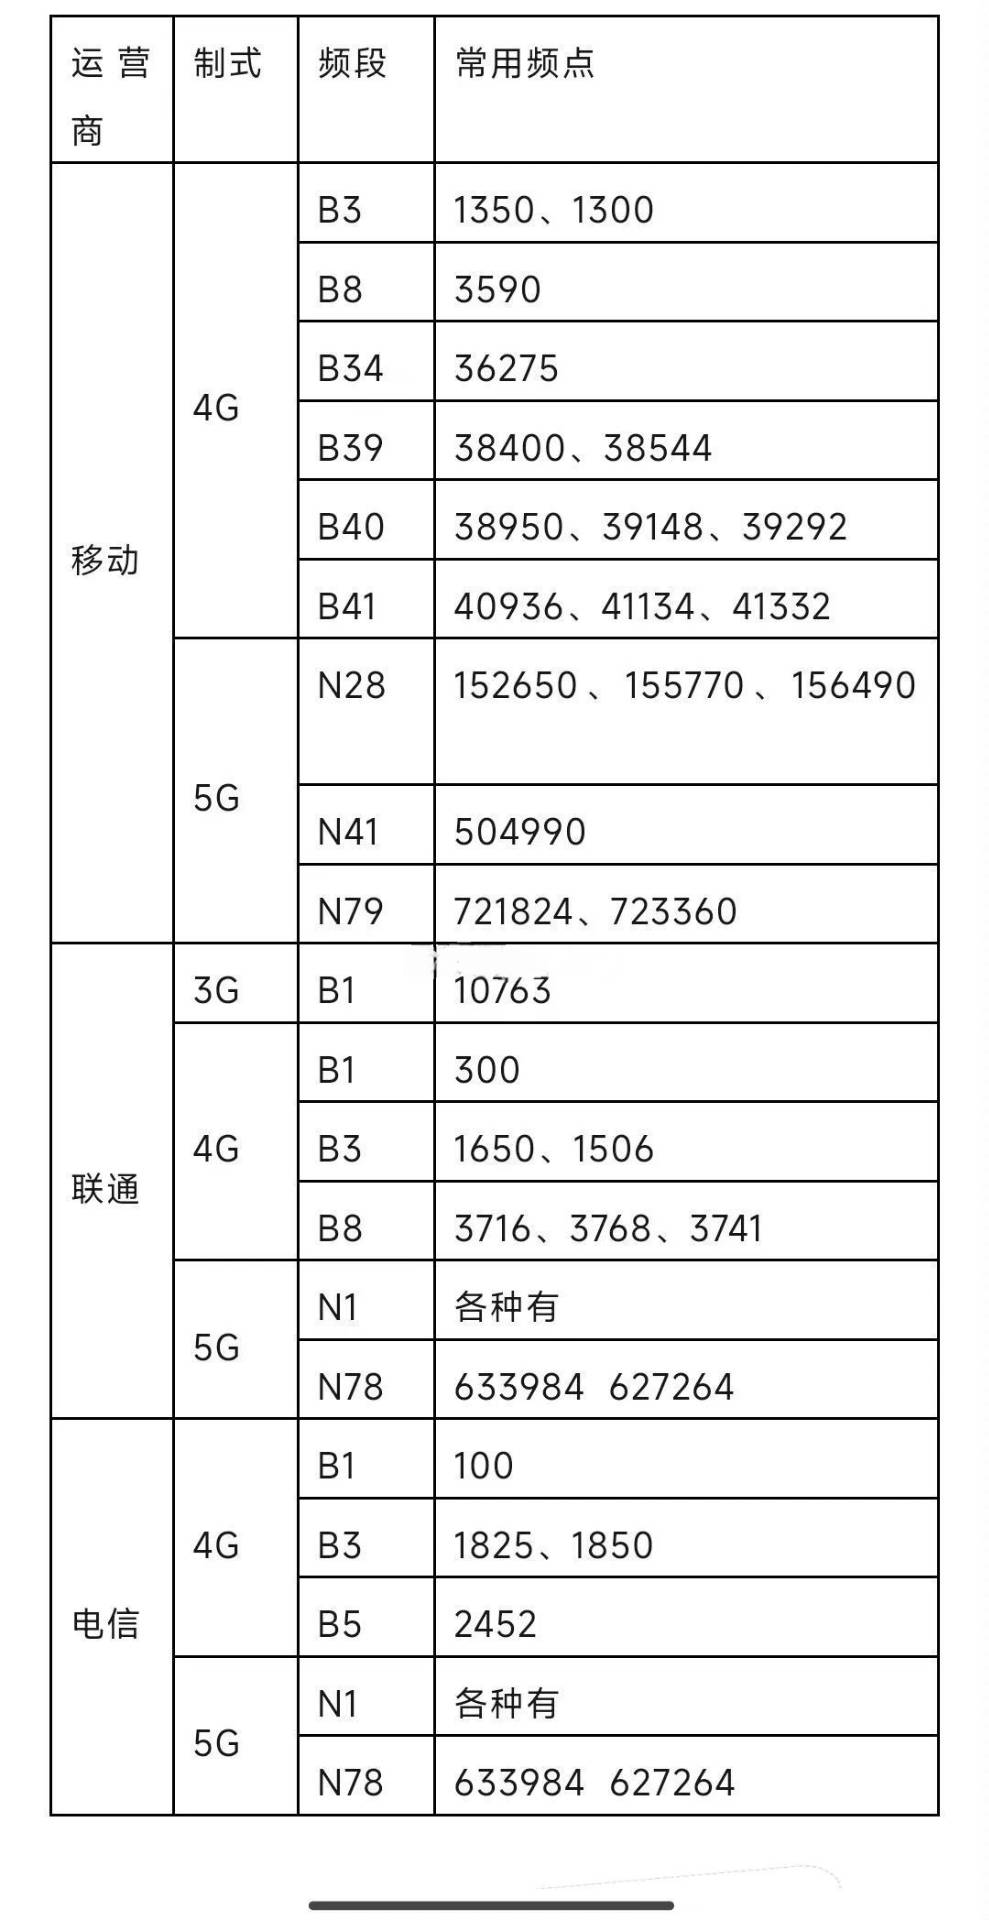 运营商 制式 频段 常用频点
移动 4G B3 1350、1300
B8 3590
B34 36275
B39 38400、38544
B40 38950、39148、39292
B41 40936、41134、41332
5G N28 152650、155770、156490
N41 504990
N79 721824、723360
联通 3G B1 10763
4G B1 300
B3 1650、1506
B8 3716、3768、3741
5G N1 各种有
N78 633984 627264
电信 4G B1 100
B3 1825、1850
B5 2452
5G N1 各种有
N78 633984 627264